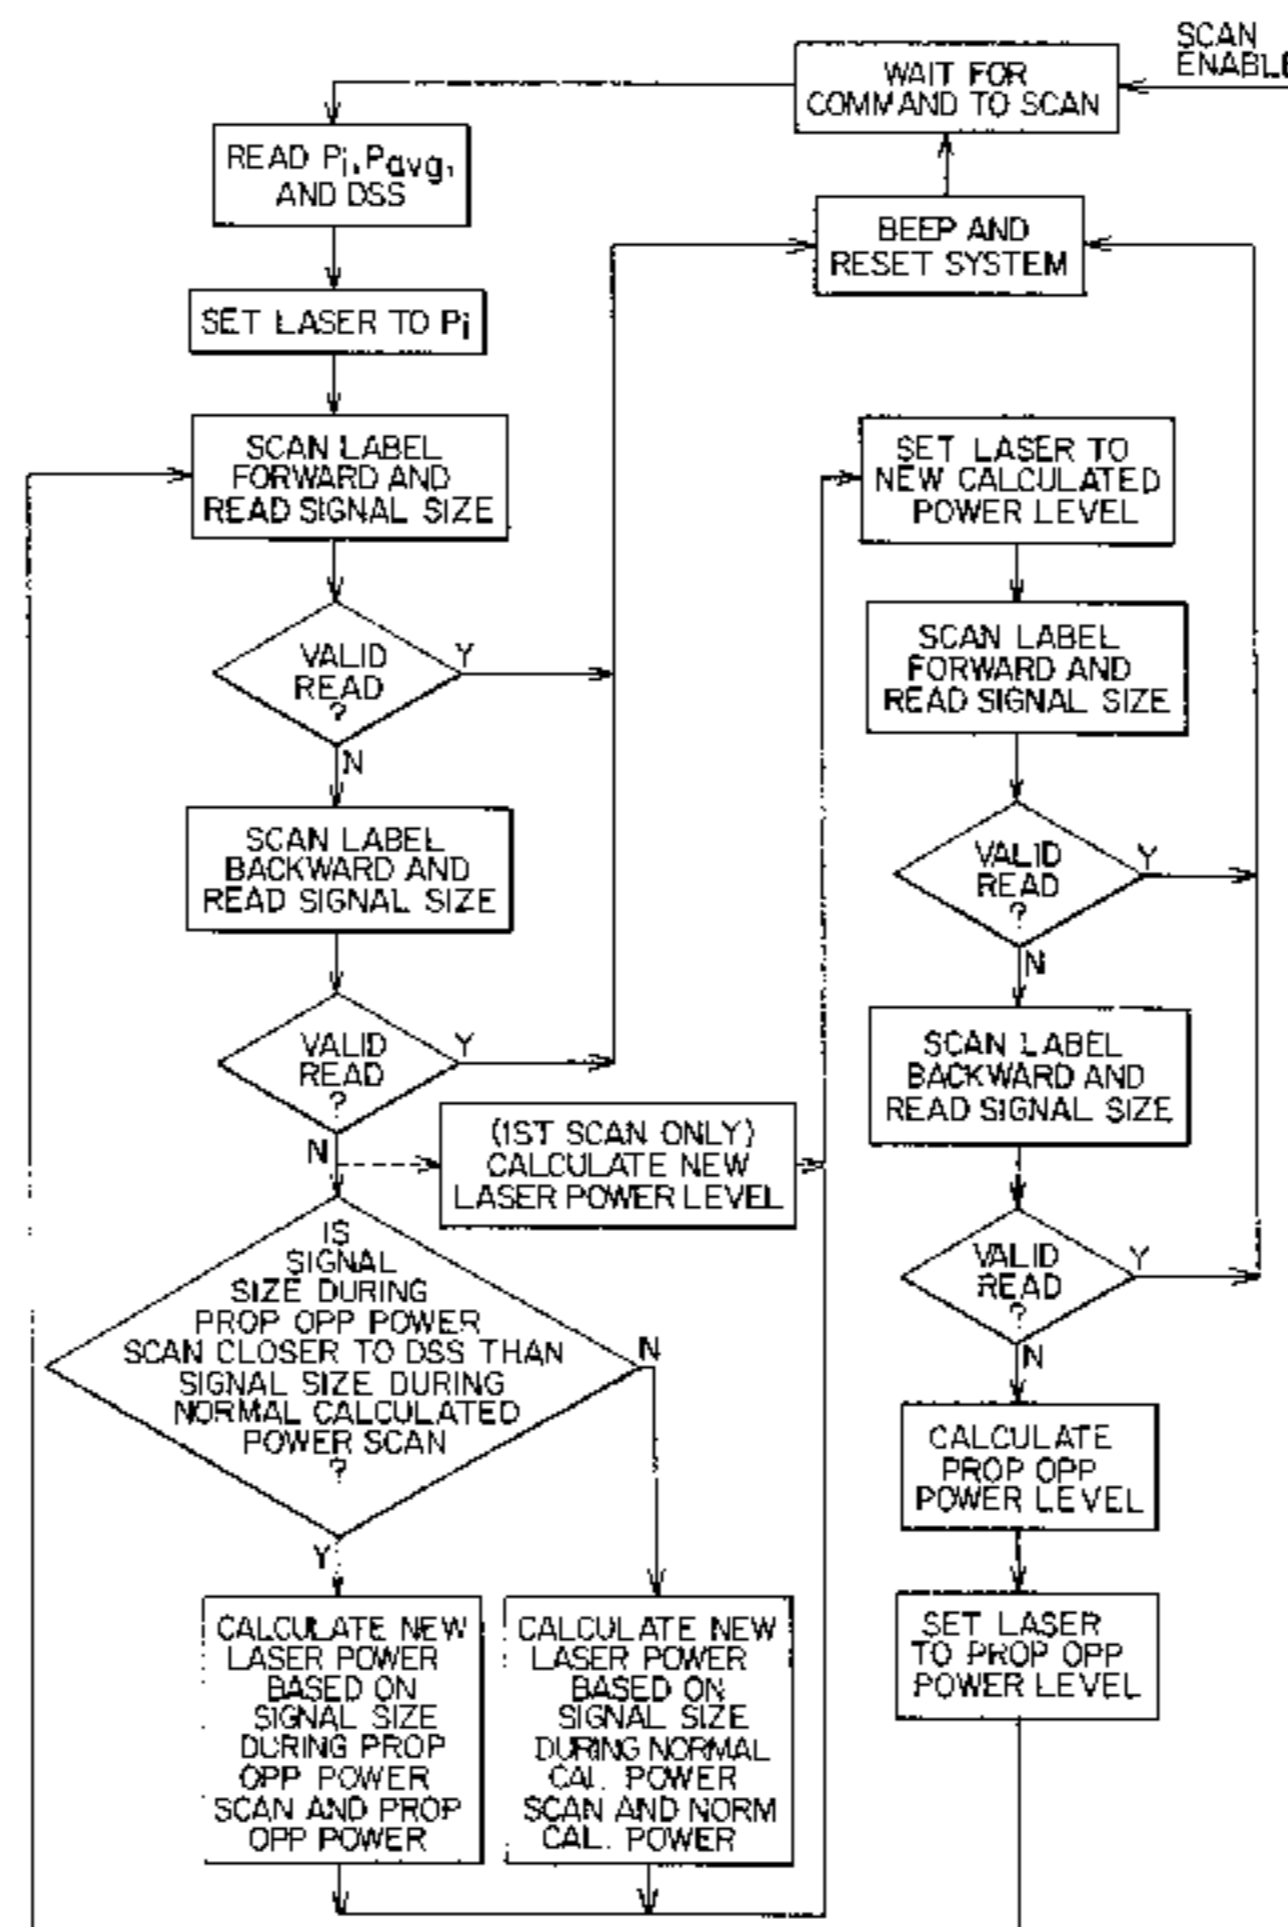 SCAN
ENABLE
WAIT FOR
COMMAND TO SCAN
READ Pi, Pavg,
AND DSS
BEEP AND
RESET SYSTEM
SET LASER TO Pi
SCAN LABEL
FORWARD AND
READ SIGNAL SIZE
SET LASER TO
NEW CALCULATED
POWER LEVEL
VALID
READ
?
Y
N
SCAN LABEL
FORWARD AND
READ SIGNAL SIZE
SCAN LABEL
BACKWARD AND
READ SIGNAL SIZE
VALID
READ
?
Y
N
VALID
READ
?
Y
N
SCAN LABEL
BACKWARD AND
READ SIGNAL SIZE
(1ST SCAN ONLY)
CALCULATE NEW
LASER POWER LEVEL
IS
SIGNAL
SIZE DURING
PROP OPP POWER
SCAN CLOSER TO DSS THAN
SIGNAL SIZE DURING
NORMAL CALCULATED
POWER SCAN
?
N
Y
VALID
READ
?
Y
N
CALCULATE
PROP OPP
POWER LEVEL
CALCULATE NEW
LASER POWER
BASED ON
SIGNAL SIZE
DURING PROP
OPP POWER
SCAN AND PROP
OPP POWER
CALCULATE NEW
LASER POWER
BASED ON
SIGNAL SIZE
DURING NORMAL
CAL. POWER
SCAN AND NORM
CAL. POWER
SET LASER
TO PROP OPP
POWER LEVEL